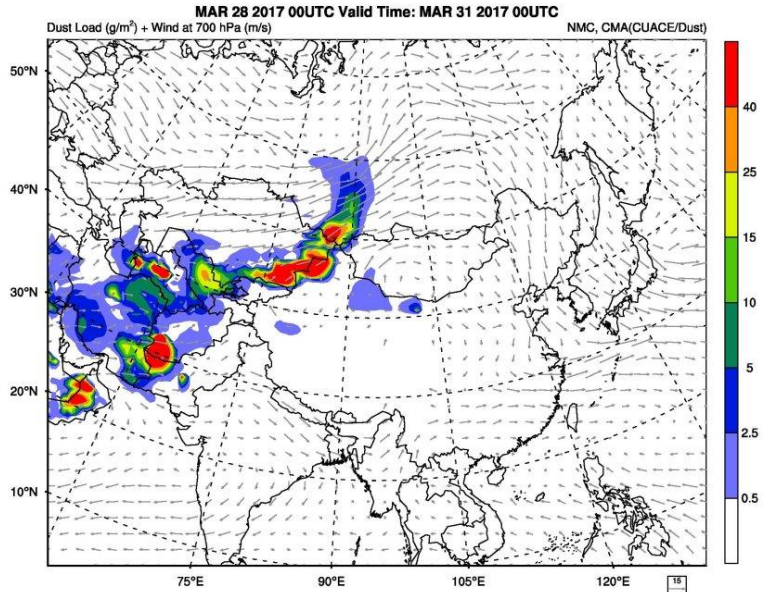 MAR 28 2017 00UTC Valid Time: MAR 31 2017 00UTC
Dust Load (g/m²) + Wind at 700 hPa (m/s) NMC, CMA(CUACE/Dust)
50°N
40°N
30°N
20°N
10°N
75°E 90°E 105°E 120°E
40
25
15
10
5
2.5
0.5
15